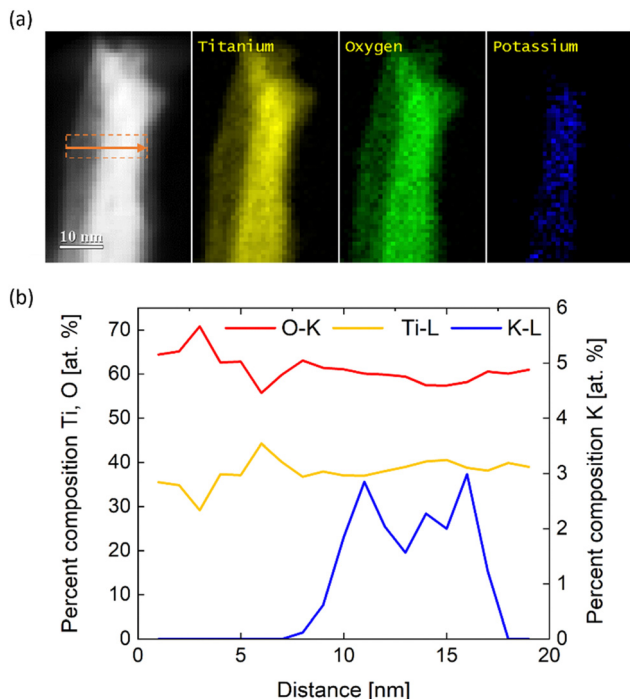 (a)
Titanium Oxygen Potassium
10 nm
(b)
O-K Ti-L K-L
Percent composition Ti, O [at. %]
70
60
50
40
30
20
10
0
Percent composition K [at. %]
6
5
4
3
2
1
0
0 5 10 15 20
Distance [nm]